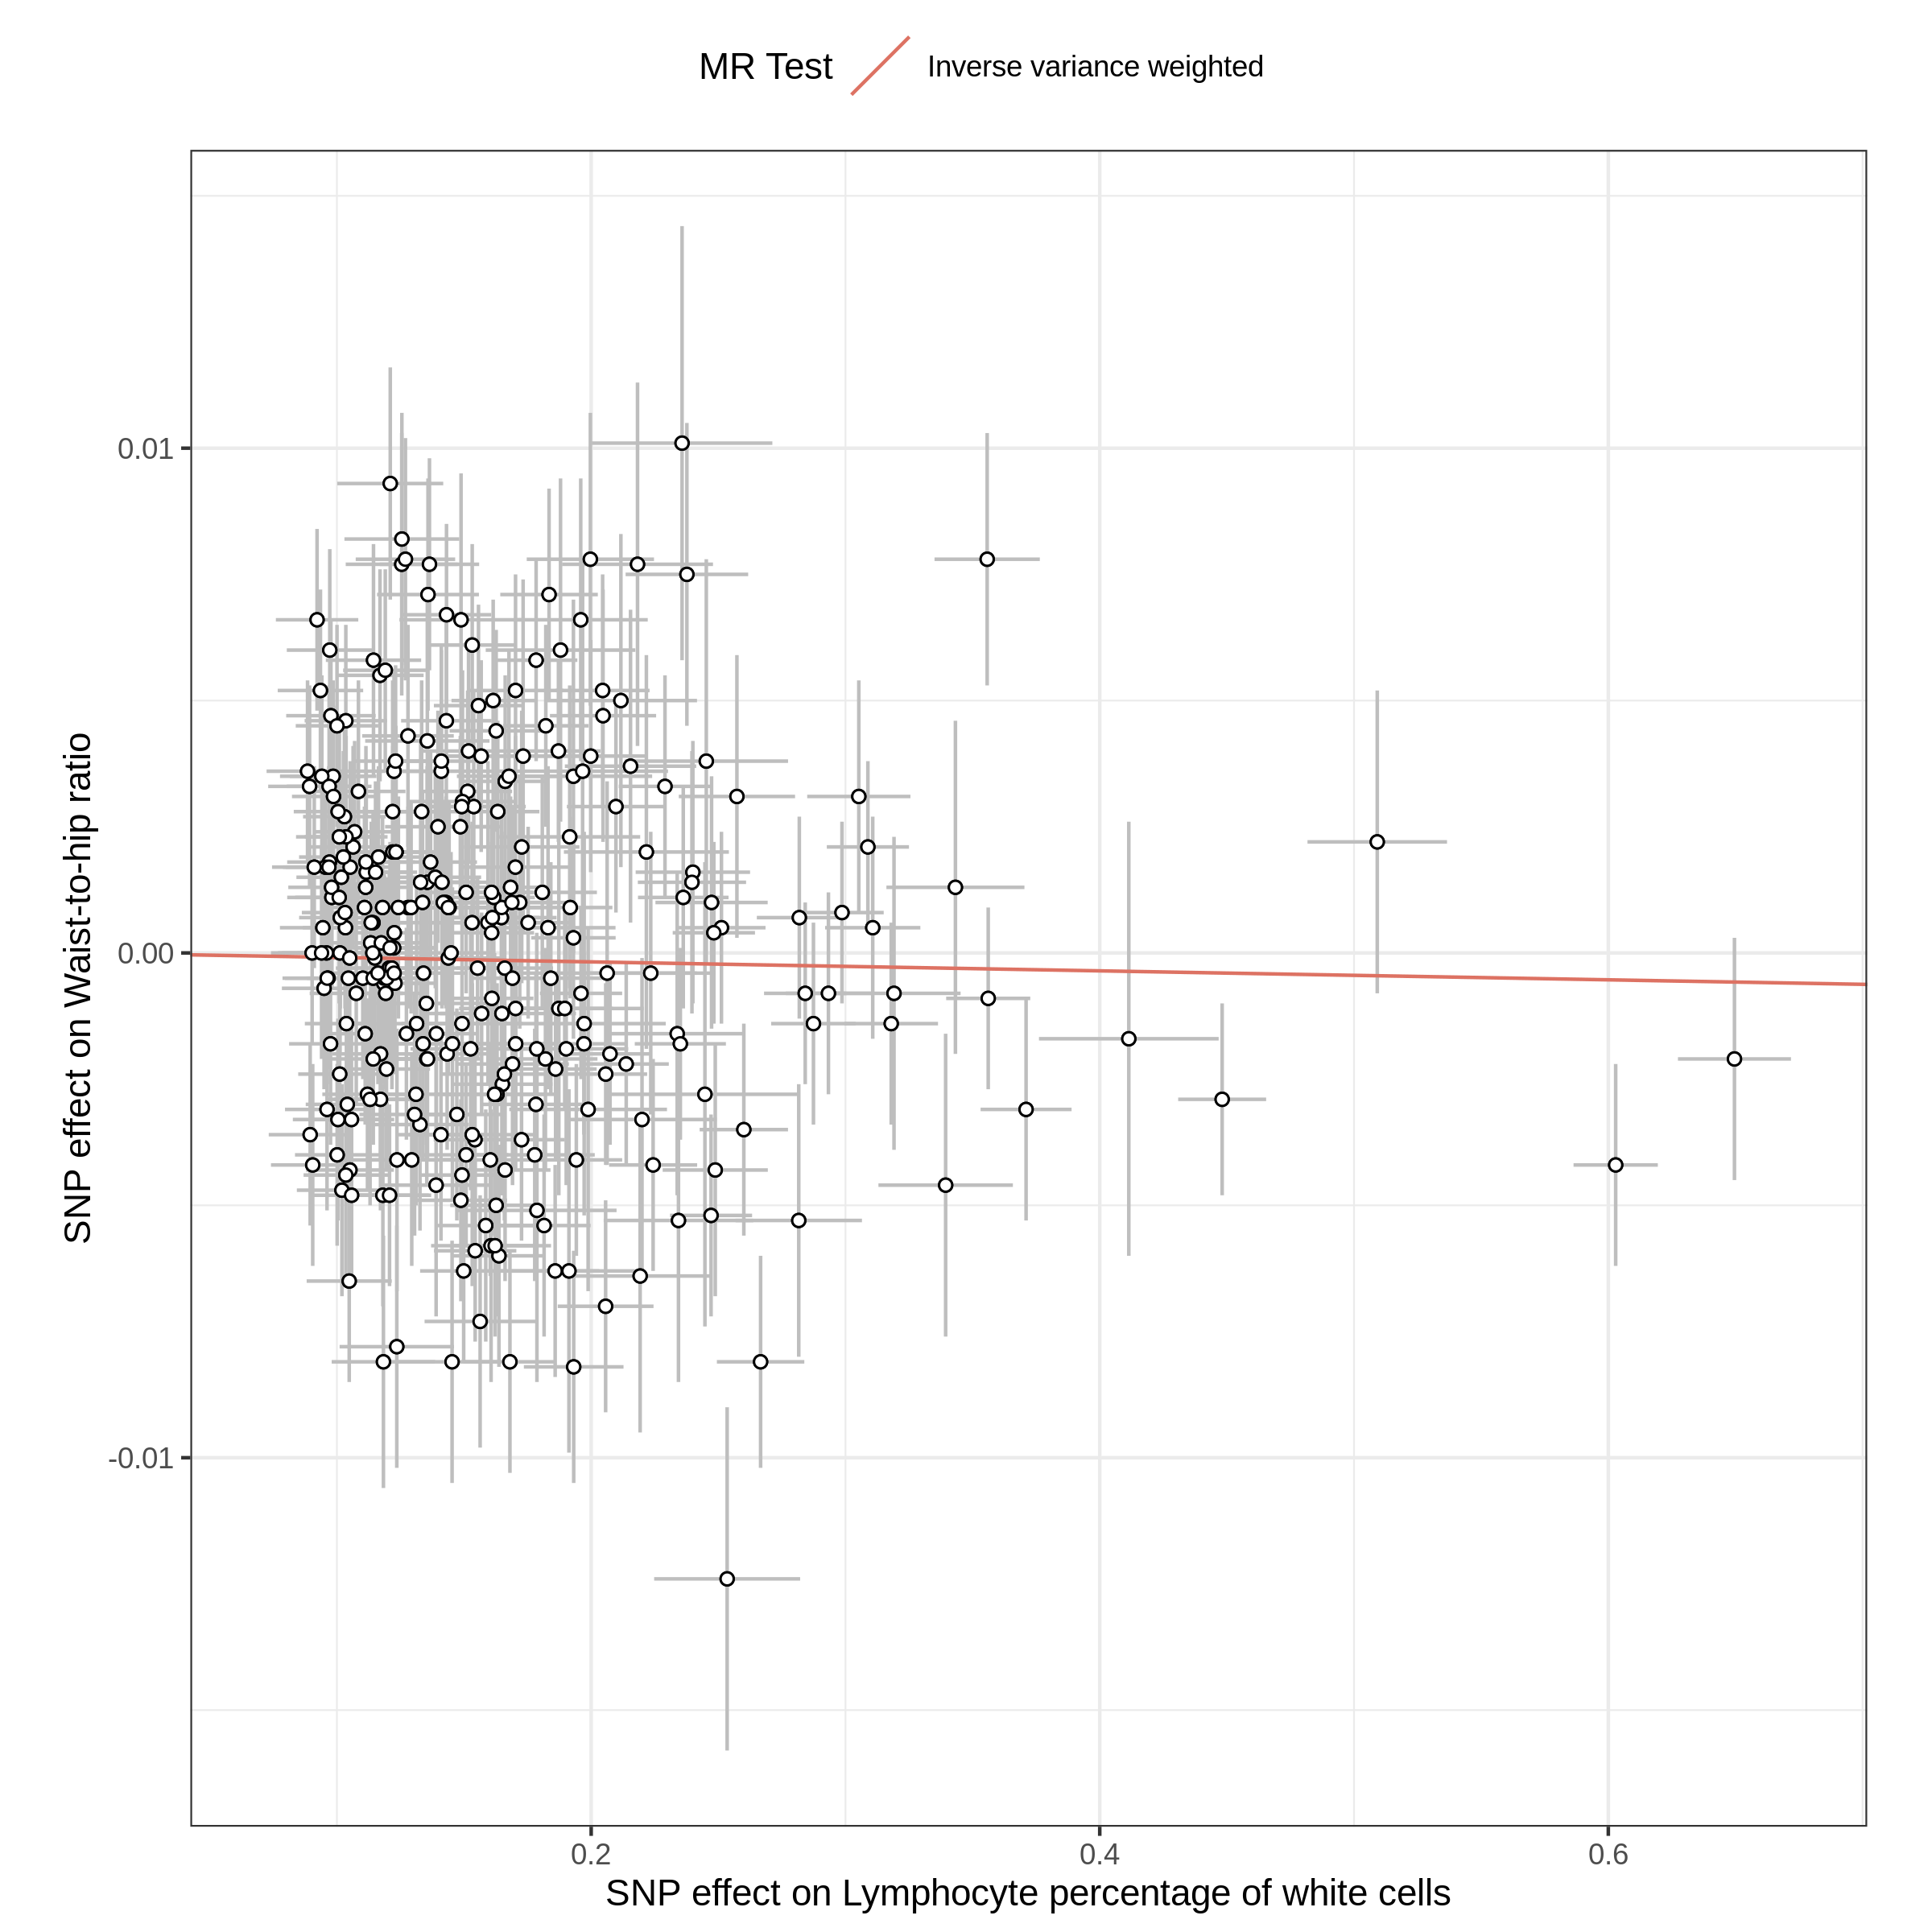 MR Test
Inverse variance weighted
SNP effect on Waist-to-hip ratio
0.01
0.00
-0.01
0.2
0.4
0.6
SNP effect on Lymphocyte percentage of white cells